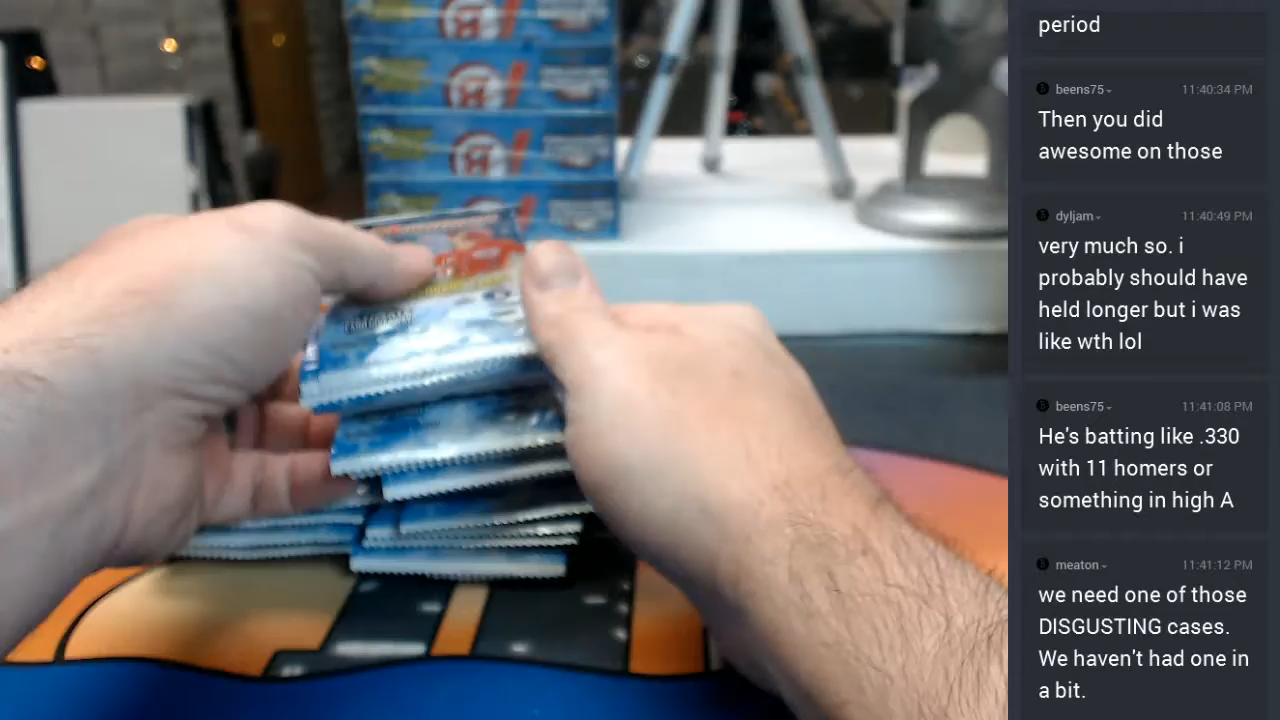 period
beens75
11:40:34 PM
Then you did
awesome on those
dyljam
11:40:49 PM
very much so. i
probably should have
held longer but i was
like wth lol
beens75
11:41:08 PM
He's batting like .330
with 11 homers or
something in high A
meaton
11:41:12 PM
we need one of those
DISGUSTING cases.
We haven't had one in
a bit.